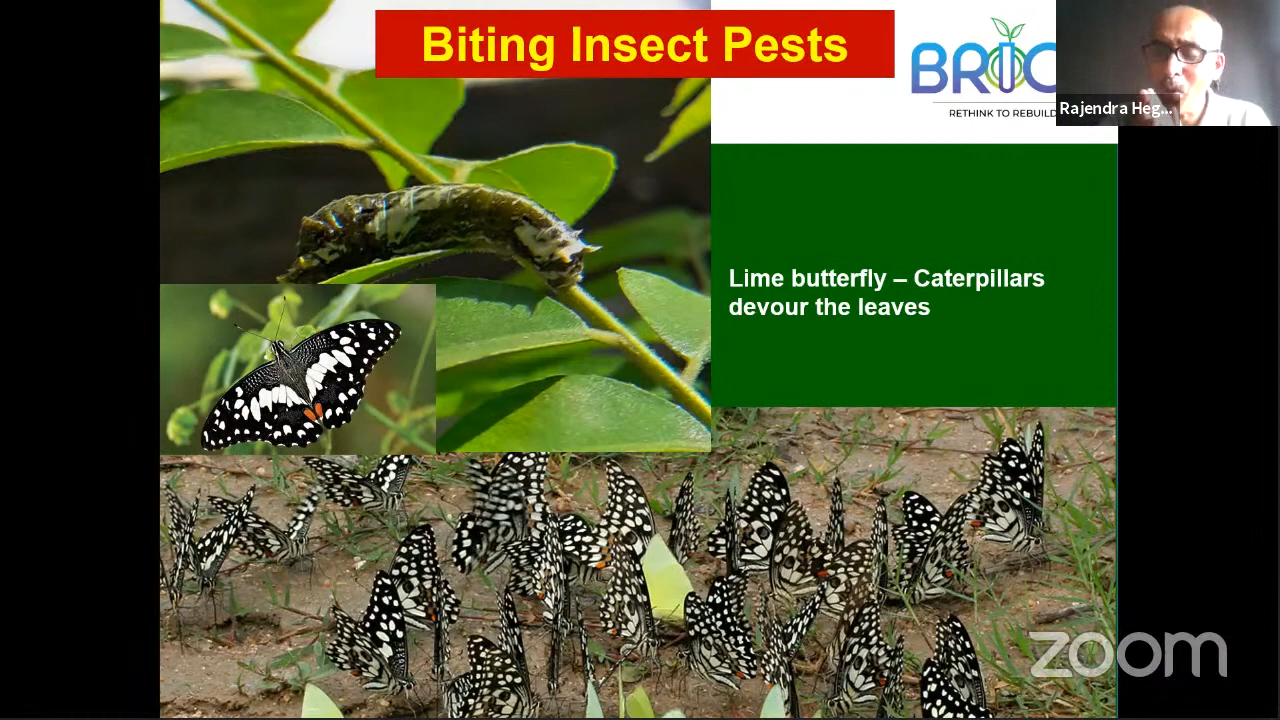 Biting Insect Pests
BRIC
RETHINK TO REBUILD
Rajendra Heg...
Lime butterfly – Caterpillars
devour the leaves
zoom